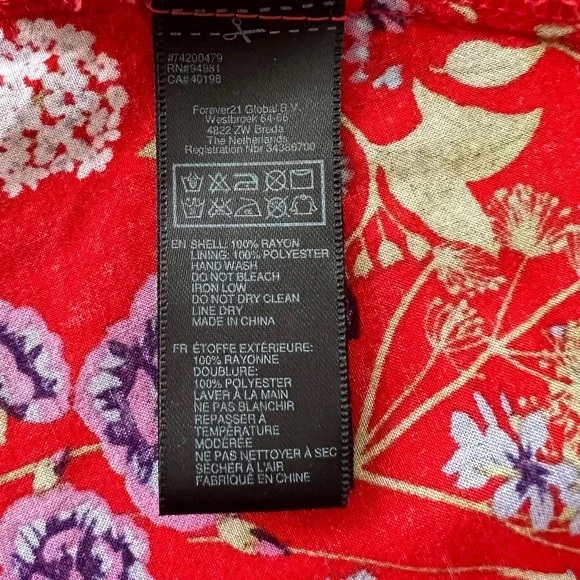 #74200479
RN#94981
CA# 40198
Forever21 Global B.V.
Westbroek 64-66
4822 ZW Breda
The Netherlands
Registration Nbr 34386700
EN SHELL: 100% RAYON
LINING: 100% POLYESTER
HAND WASH
DO NOT BLEACH
IRON LOW
DO NOT DRY CLEAN
LINE DRY
MADE IN CHINA
FR ÉTOFFE EXTÉRIEURE:
100% RAYONNE
DOUBLURE:
100% POLYESTER
LAVER À LA MAIN
NE PAS BLANCHIR
REPASSER À
TEMPÉRATURE
MODÉRÉE
NE PAS NETTOYER À SEC
SÉCHER À L'AIR
FABRIQUÉ EN CHINE